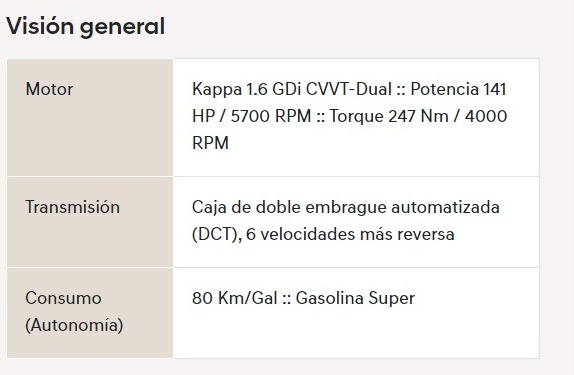 Visión general
Motor
Kappa 1.6 GDi CVVT-Dual :: Potencia 141
HP / 5700 RPM :: Torque 247 Nm / 4000
RPM
Transmisión
Caja de doble embrague automatizada
(DCT), 6 velocidades más reversa
Consumo
(Autonomía)
80 Km/Gal :: Gasolina Super